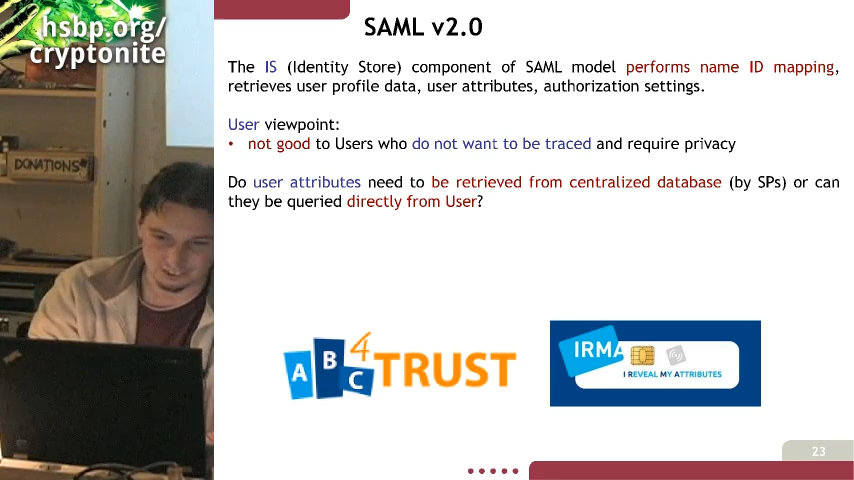 hsbp.org/
cryptonite
DONATIONS
SAML v2.0
The IS (Identity Store) component of SAML model performs name ID mapping,
retrieves user profile data, user attributes, authorization settings.
User viewpoint:
• not good to Users who do not want to be traced and require privacy
Do user attributes need to be retrieved from centralized database (by SPs) or can
they be queried directly from User?
ABC4TRUST
IRMA
I REVEAL MY ATTRIBUTES
23